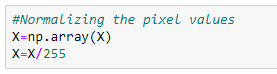 #Normalizing the pixel values
X=np.array(X)
X=X/255